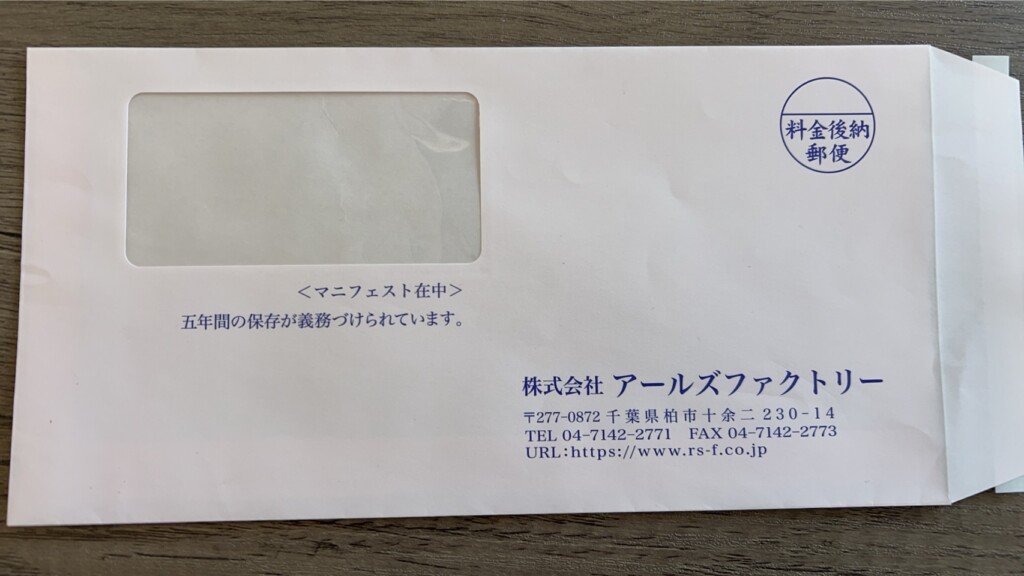 料金後納
郵便
＜マニフェスト在中＞
五年間の保存が義務づけられています。
株式会社 アールズファクトリー
〒277-0872 千葉県柏市十余二 230-14
TEL 04-7142-2771　FAX 04-7142-2773
URL:https://www.rs-f.co.jp